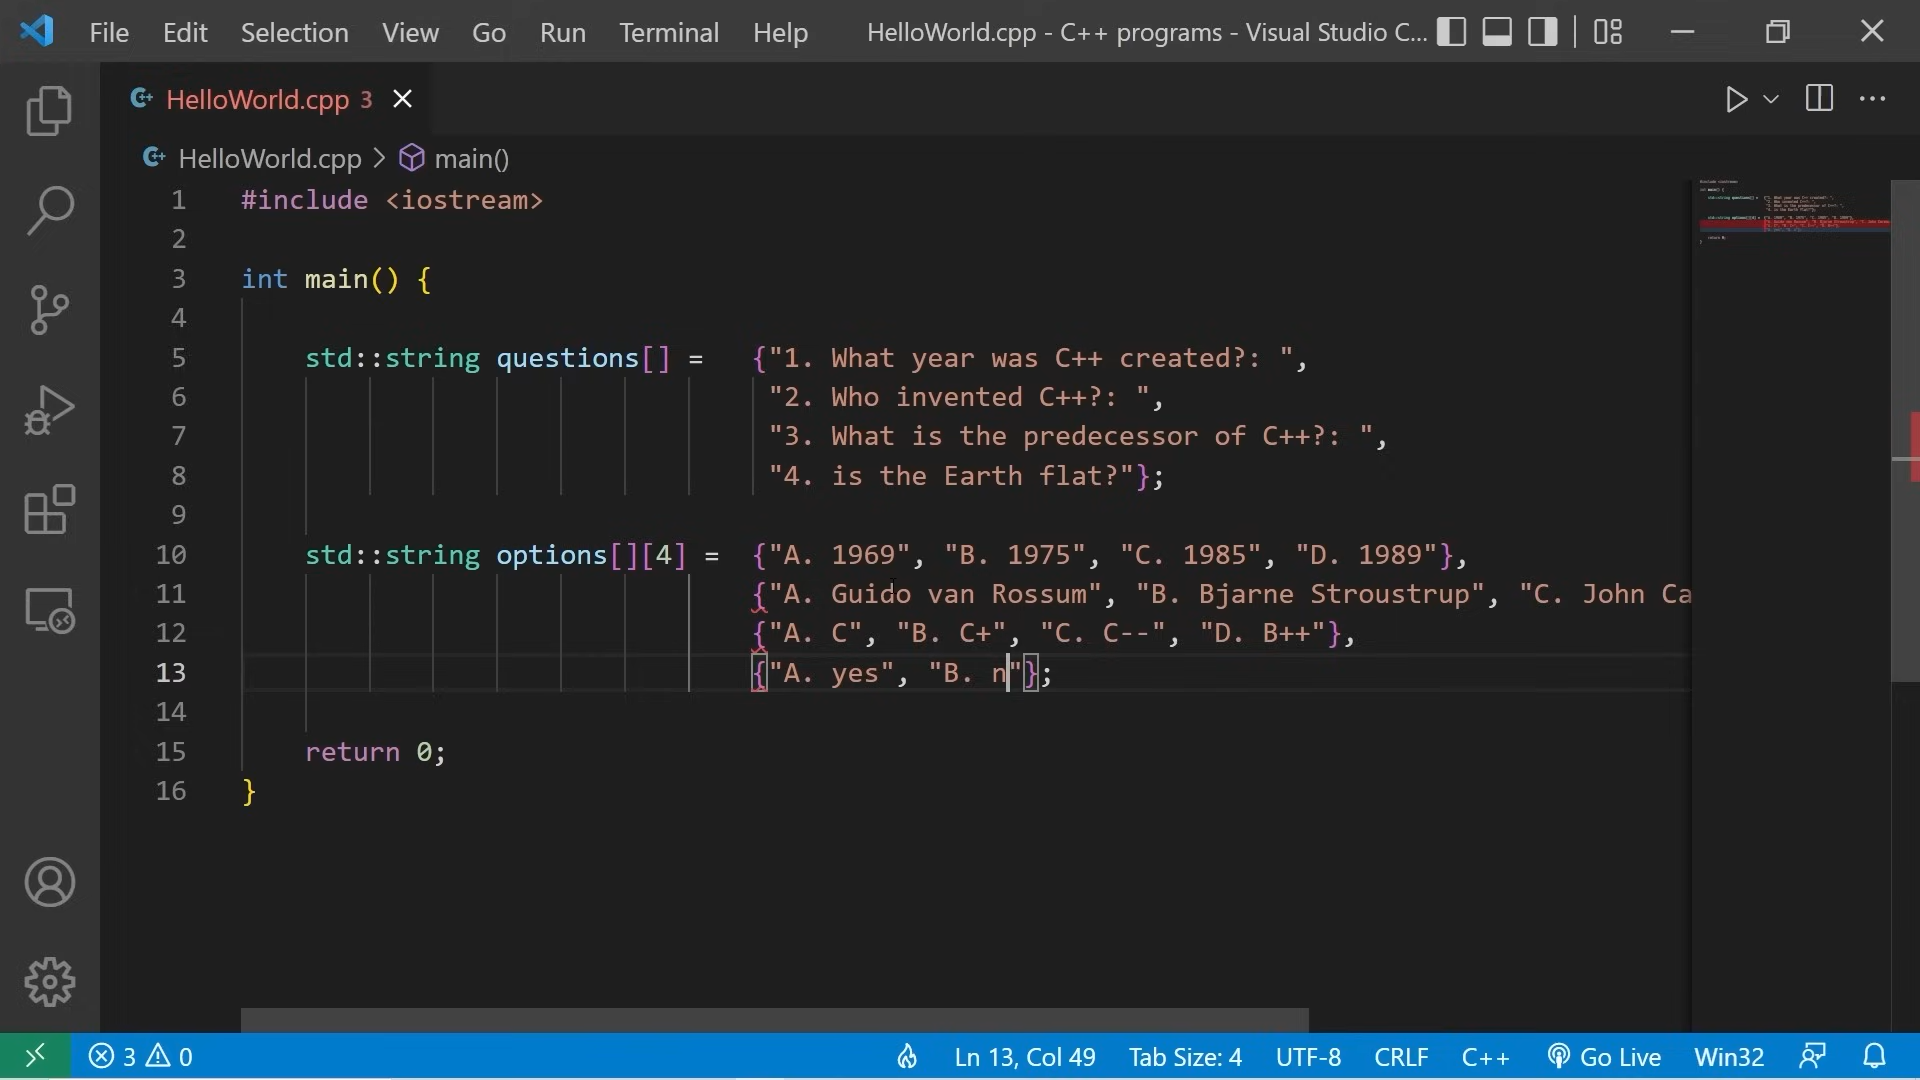 File Edit Selection View Go Run Terminal Help HelloWorld.cpp - C++ programs - Visual Studio C...
HelloWorld.cpp 3
HelloWorld.cpp > main()
1 #include <iostream>
2
3 int main() {
4
5 std::string questions[] = {"1. What year was C++ created?: ",
6 "2. Who invented C++?: ",
7 "3. What is the predecessor of C++?: ",
8 "4. is the Earth flat?"};
9
10 std::string options[][4] = {"A. 1969", "B. 1975", "C. 1985", "D. 1989"},
11 {"A. Guido van Rossum", "B. Bjarne Stroustrup", "C. John Ca
12 {"A. C", "B. C+", "C. C--", "D. B++"},
13 {"A. yes", "B. n"};
14
15 return 0;
16 }
3 0 Ln 13, Col 49 Tab Size: 4 UTF-8 CRLF C++ Go Live Win32